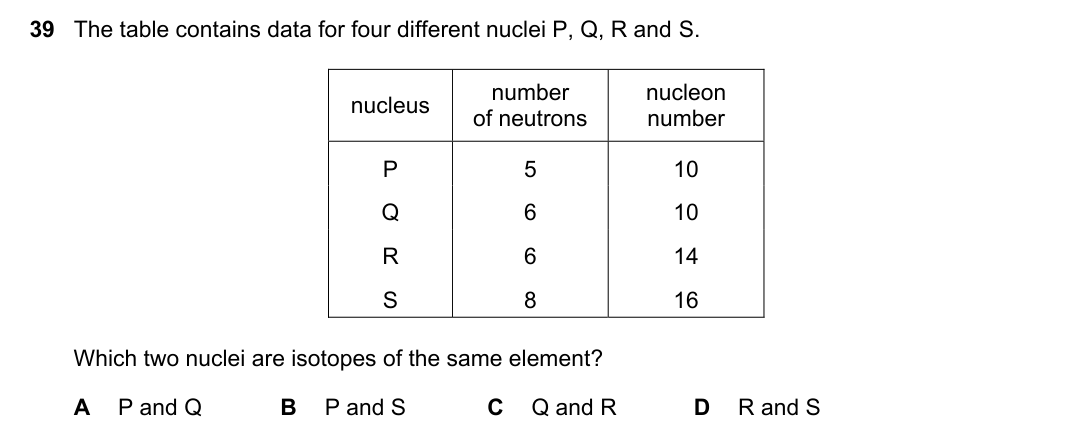 39 The table contains data for four different nuclei P, Q, R and S.
nucleus number of neutrons nucleon number
P 5 10
Q 6 10
R 6 14
S 8 16
Which two nuclei are isotopes of the same element?
A P and Q B P and S C Q and R D R and S